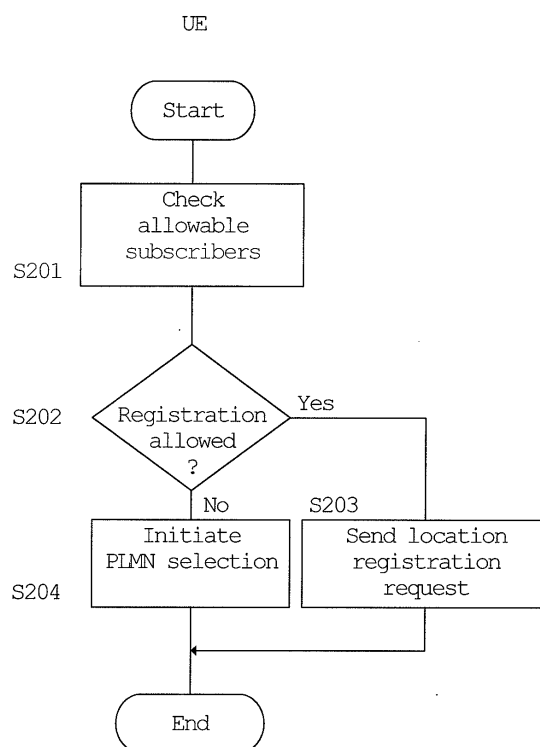 UE
Start
Check
allowable
subscribers
S201
S202
Registration
allowed
?
Yes
No
S203
Initiate
PLMN selection
S204
Send location
registration
request
End